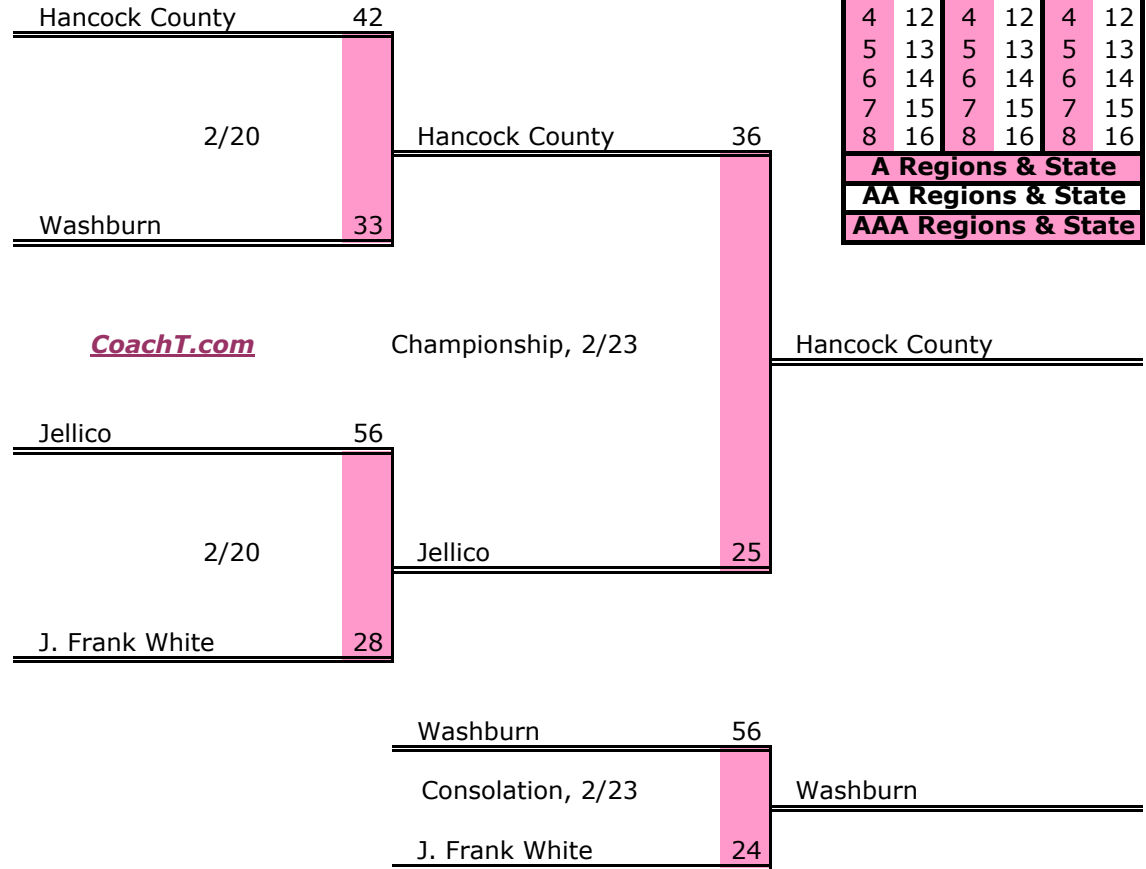 Hancock County 42
4 12 4 12 4 12
5 13 5 13 5 13
6 14 6 14 6 14
7 15 7 15 7 15
2/20 Hancock County 36
8 16 8 16 8 16
A Regions & State
AA Regions & State
Washburn 33
AAA Regions & State
CoachT.com Championship, 2/23 Hancock County
Jellico 56
2/20 Jellico 25
J. Frank White 28
Washburn 56
Consolation, 2/23 Washburn
J. Frank White 24